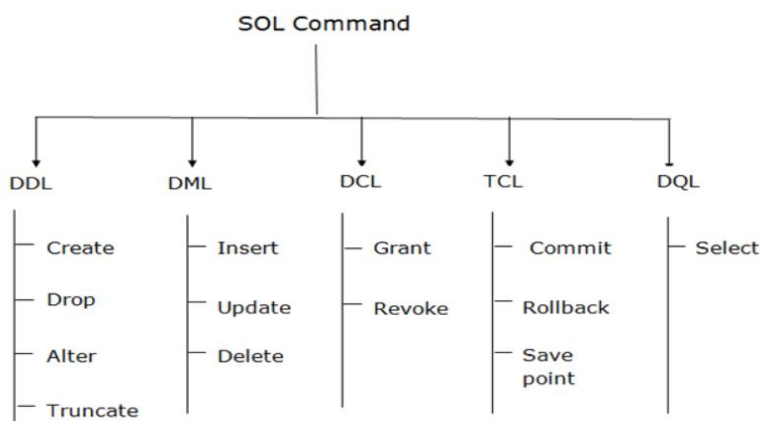 SOL Command
DDL
DML
DCL
TCL
DQL
Create
Insert
Grant
Commit
Select
Drop
Update
Revoke
Rollback
Alter
Delete
Save
point
Truncate